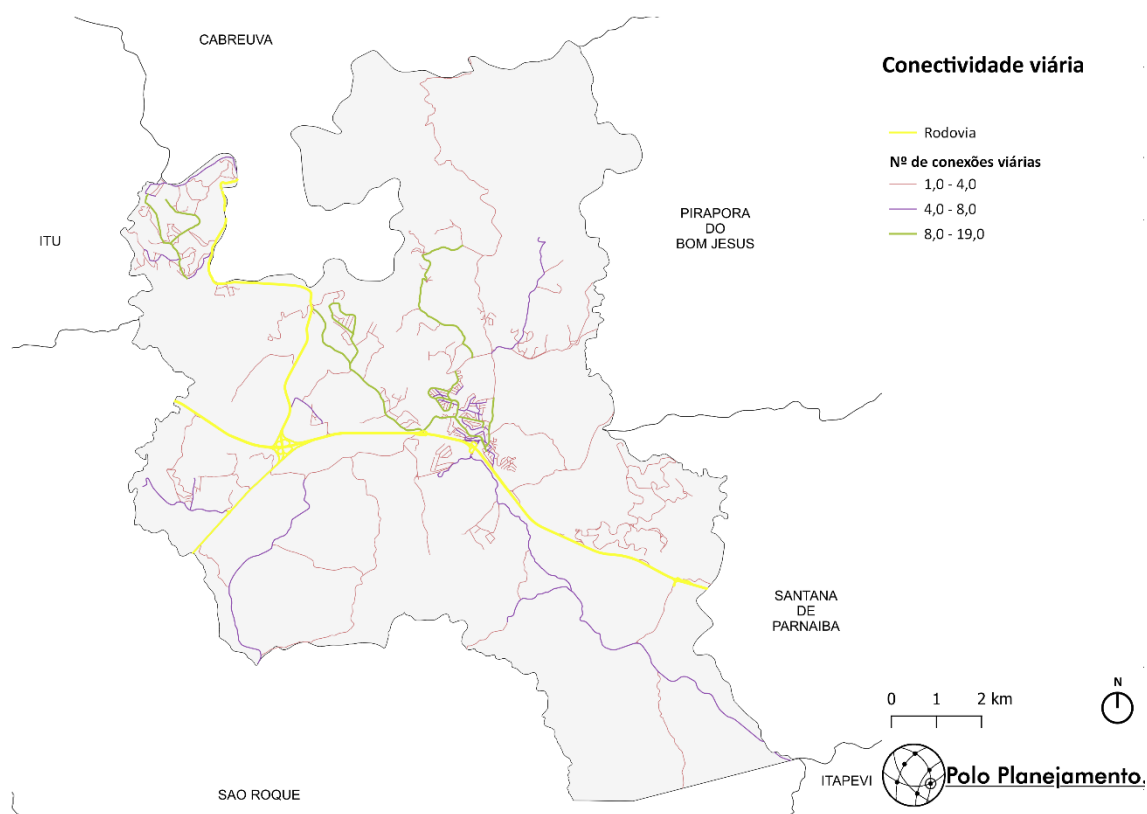 CABREUVA
Conectividade viária
Rodovia
Nº de conexões viárias
1,0 - 4,0
4,0 - 8,0
8,0 - 19,0
ITU
PIRAPORA
DO
BOM JESUS
SANTANA
DE
PARNAIBA
N
0 1 2 km
ITAPEVI
Polo Planejamento.
SAO ROQUE